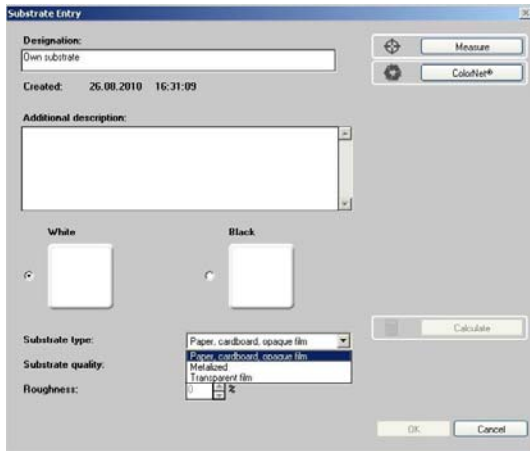 Substrate Entry
Designation:
Own substrate
Measure
ColorNet®
Created: 26.08.2010 16:31:09
Additional description:
White Black
Substrate type: Paper, cardboard, opaque film
Calculate
Paper, cardboard, opaque film
Substrate quality:
Metalized
Transparent film
Roughness: 0 %
OK Cancel